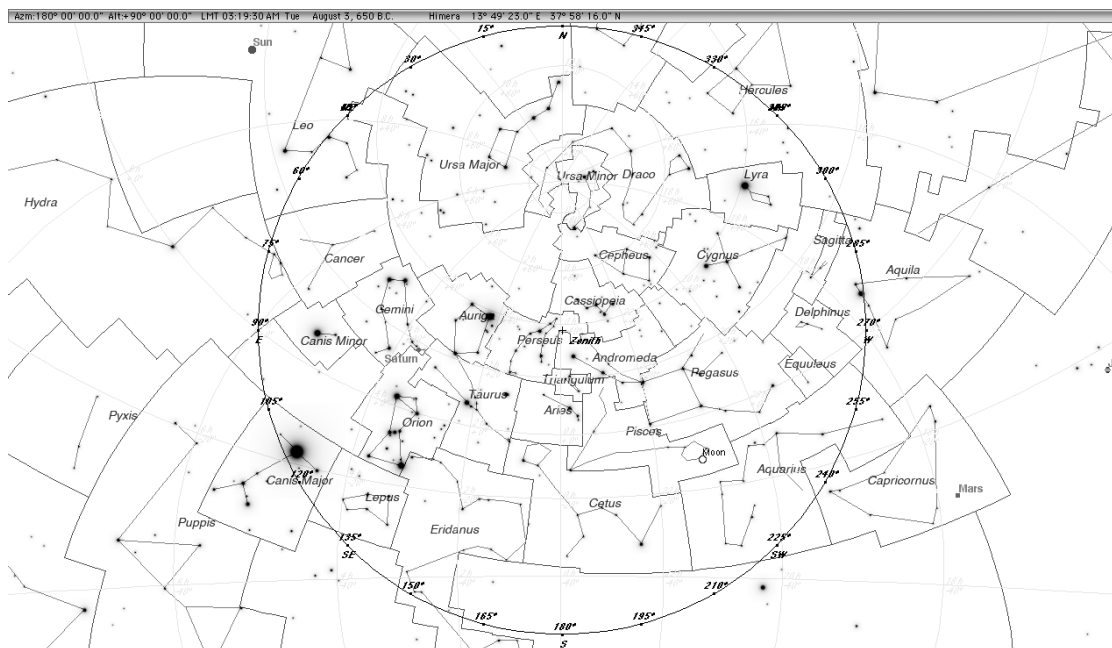 Azm:180° 00' 00.0" Alt:+90° 00' 00.0" LMT 03:19:30 AM Tue August 3, 650 B.C. Himera 13° 49' 23.0" E 37° 58' 16.0" N
15° N 345°
Sun
30° 330°
Hercules
Leo
Ursa Major Ursa Minor Draco Lyra
60° 300°
Hydra
75° Sagitta 285°
Cancer Cepheus Cygnus Aquila
Gemini Cassiopeia
Auriga Delphinus
90° E Canis Minor Perseus Zenith 270° W
Saturn Andromeda Equuleus
Triangulum Pegasus
Taurus
105° Aries 255°
Pyxis Orion Pisces
Moon
Aquarius
120° 240°
Canis Major Capricornus
Mars
Lepus Cetus
Puppis Eridanus
135° SE 225° SW
150° 210°
165° 180° 195°
S